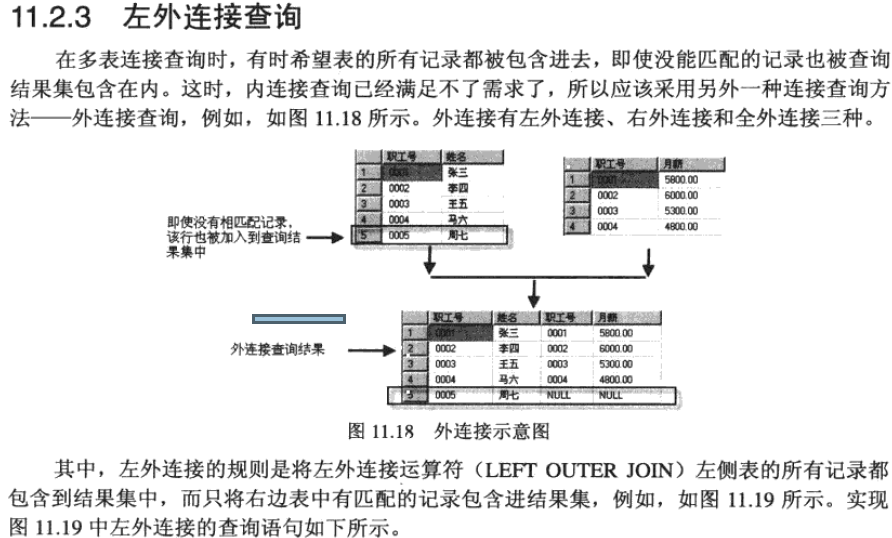 11.2.3 左外连接查询
在多表连接查询时，有时希望表的所有记录都被包含进去，即使没能匹配的记录也被查询
结果集包含在内。这时，内连接查询已经满足不了需求了，所以应该采用另外一种连接查询方
法——外连接查询，例如，如图 11.18 所示。外连接有左外连接、右外连接和全外连接三种。
职工号 姓名
1 0001 张三
2 0002 李四
3 0003 王五
4 0004 马六
5 0005 周七
职工号 月薪
1 0001 5800.00
2 0002 6000.00
3 0003 5300.00
4 0004 4800.00
即使没有相匹配记录，
该行也被加入到查询结
果集中
职工号 姓名 职工号 月薪
1 0001 张三 0001 5800.00
2 0002 李四 0002 6000.00
3 0003 王五 0003 5300.00
4 0004 马六 0004 4800.00
5 0005 周七 NULL NULL
外连接查询结果
图 11.18 外连接示意图
其中，左外连接的规则是将左外连接运算符（LEFT OUTER JOIN）左侧表的所有记录都
包含到结果集中，而只将右边表中有匹配的记录包含进结果集，例如，如图 11.19 所示。实现
图 11.19 中左外连接的查询语句如下所示。